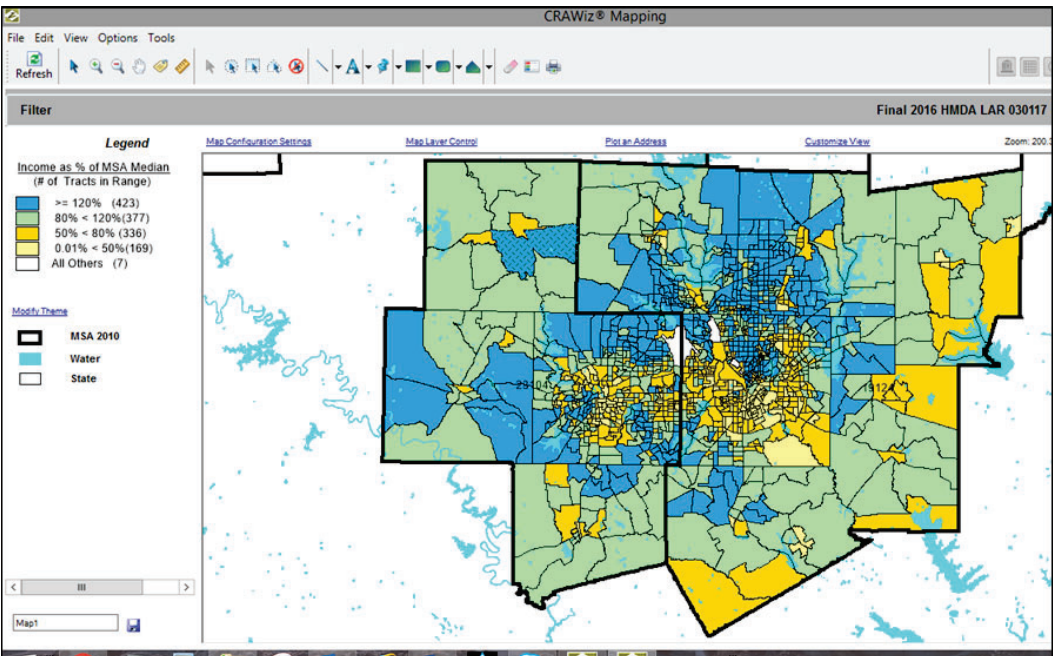 CRAWiz® Mapping
File Edit View Options Tools
Refresh
Filter
Final 2016 HMDA LAR 030117
Legend
Map Configuration Settings
Map Layer Control
Plot an Address
Customize View
Zoom: 200.
Income as % of MSA Median
(# of Tracts in Range)
>= 120% (423)
80% < 120%(377)
50% < 80% (336)
0.01% < 50%(169)
All Others (7)
Modify Theme
MSA 2010
Water
State
23104
19124
Map1